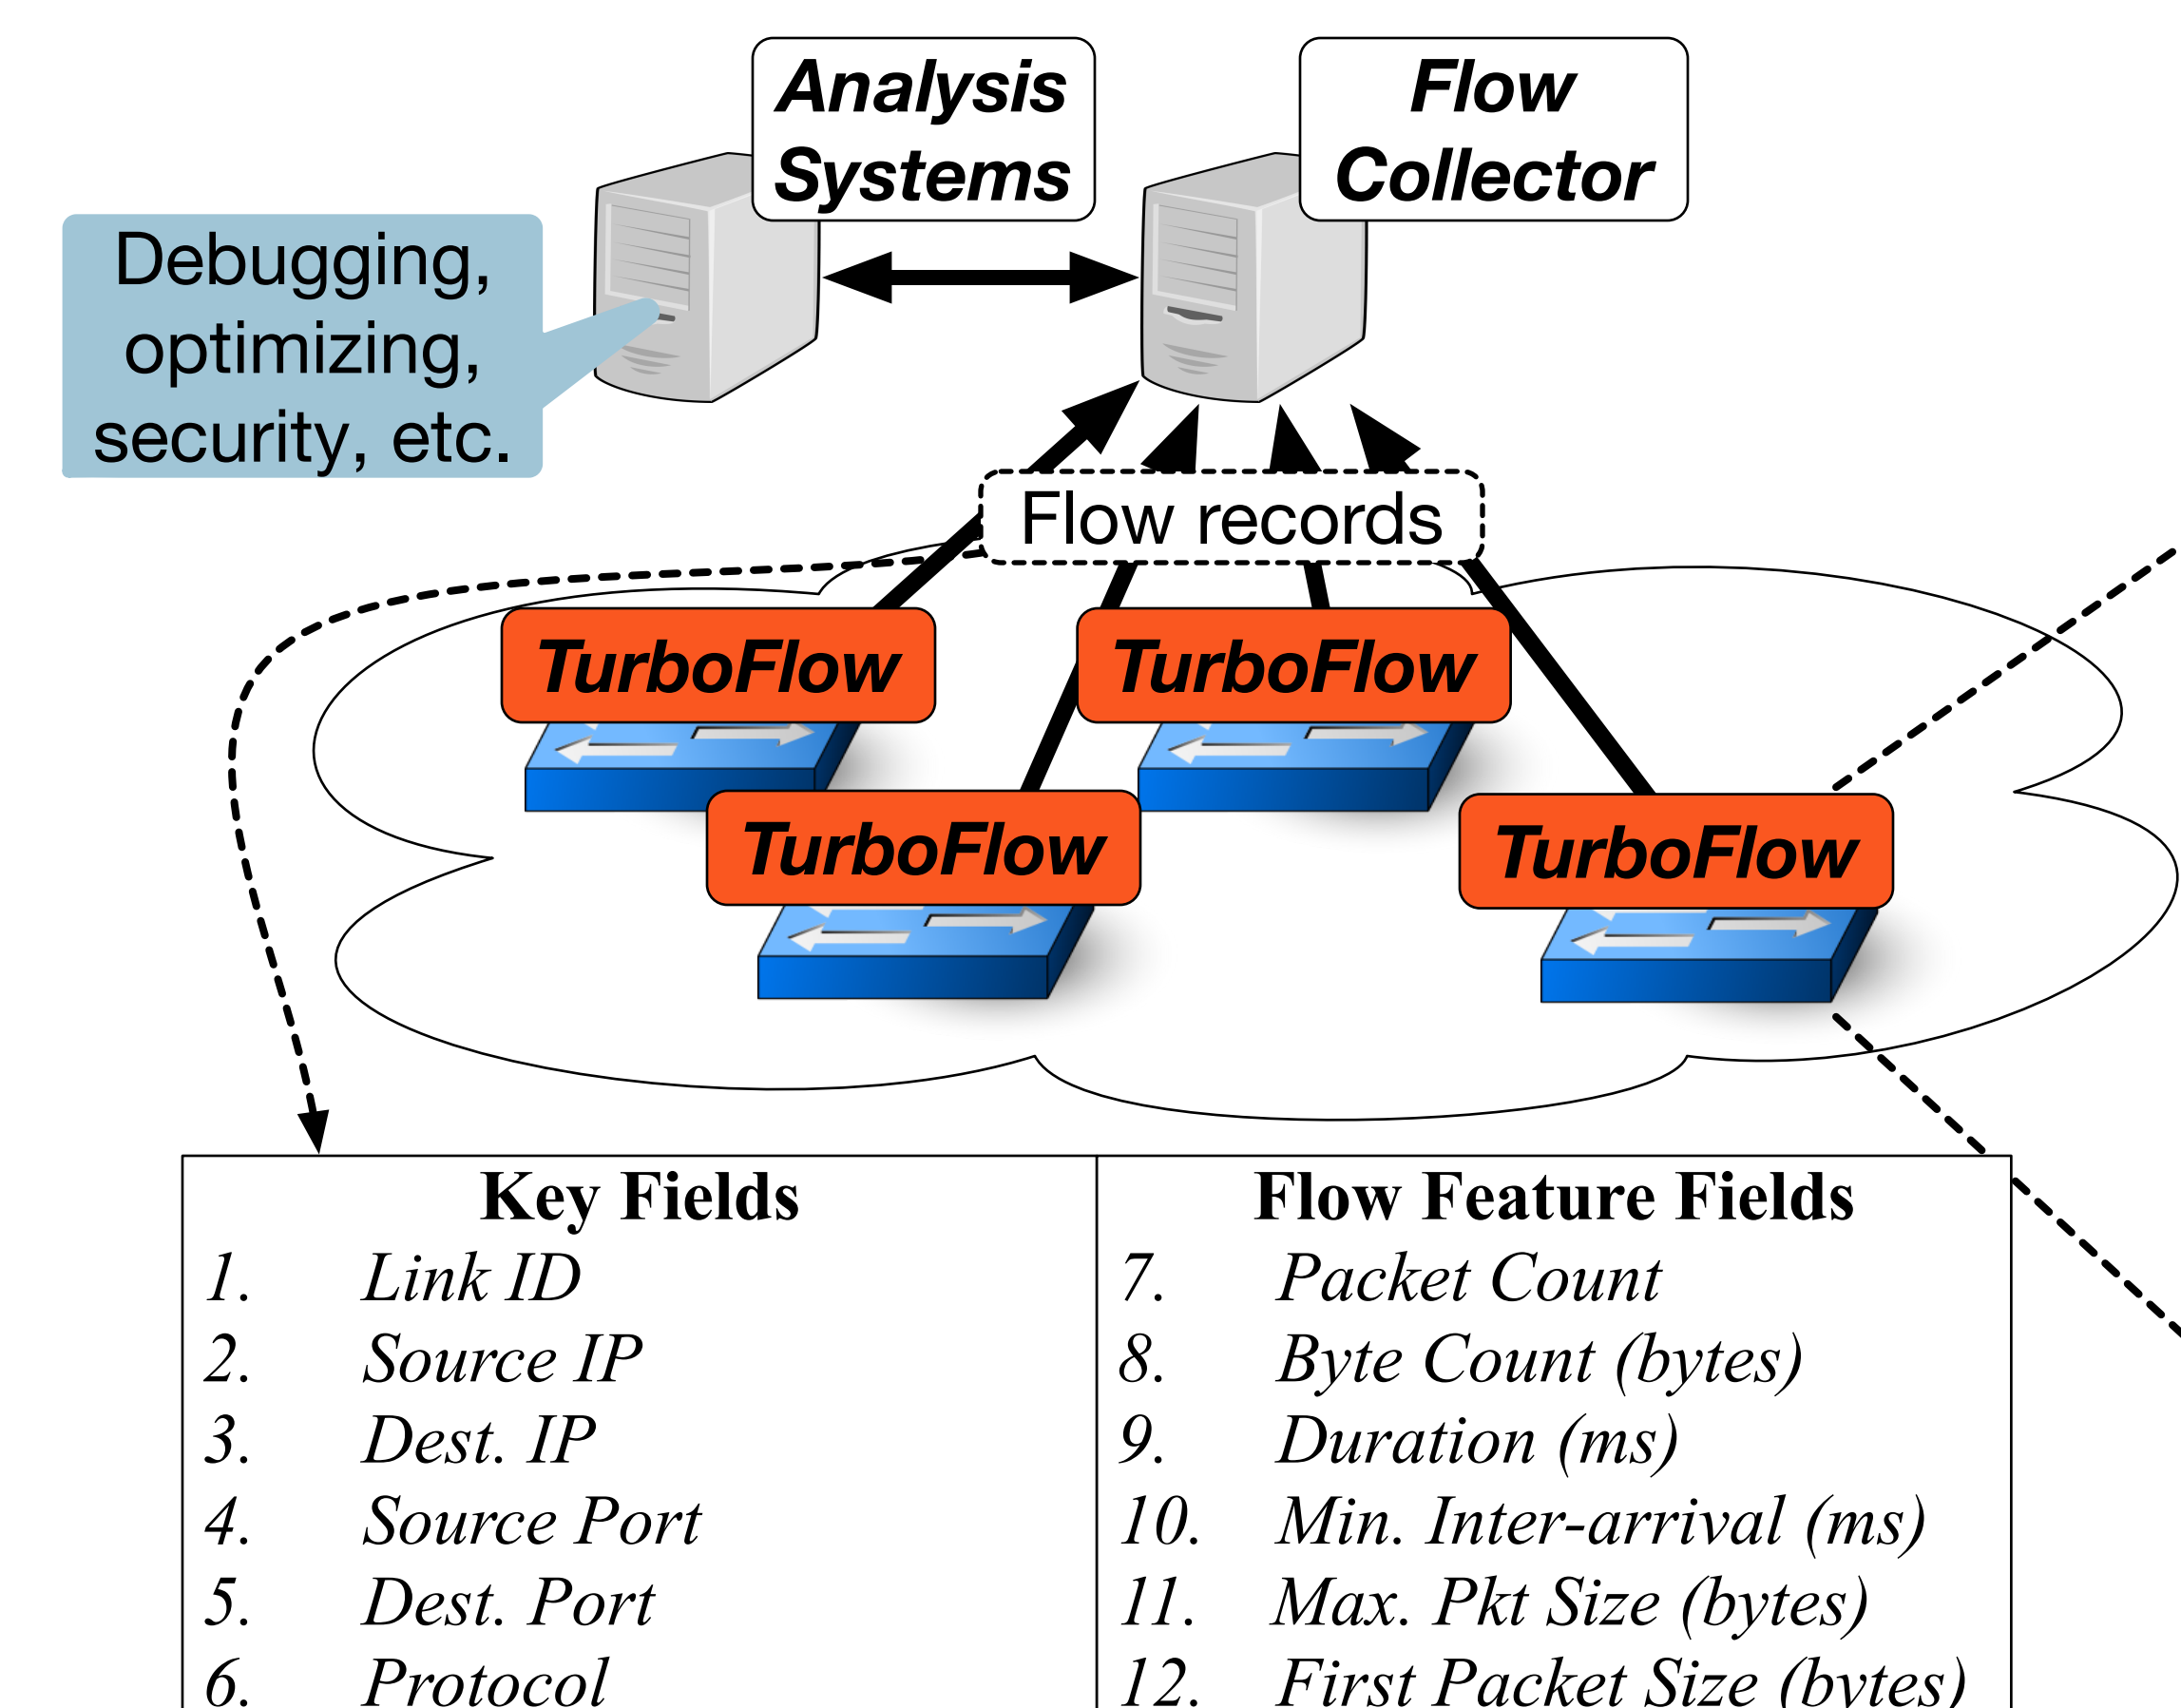 Analysis
Systems
Flow
Collector
Debugging,
optimizing,
security, etc.
Flow records
TurboFlow
TurboFlow
TurboFlow
TurboFlow
Key Fields
1. Link ID
2. Source IP
3. Dest. IP
4. Source Port
5. Dest. Port
6. Protocol
Flow Feature Fields
7. Packet Count
8. Byte Count (bytes)
9. Duration (ms)
10. Min. Inter-arrival (ms)
11. Max. Pkt Size (bytes)
12. First Packet Size (bytes)